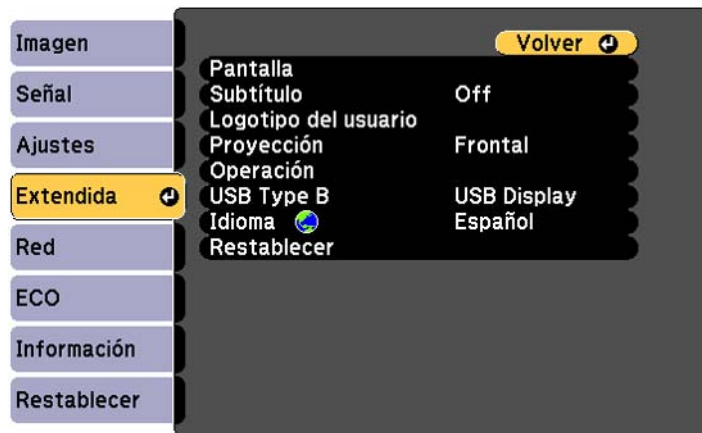 Imagen
Señal
Ajustes
Extendida
Red
ECO
Información
Restablecer
Volver
Pantalla
Subtítulo Off
Logotipo del usuario
Proyección Frontal
Operación
USB Type B USB Display
Idioma Español
Restablecer